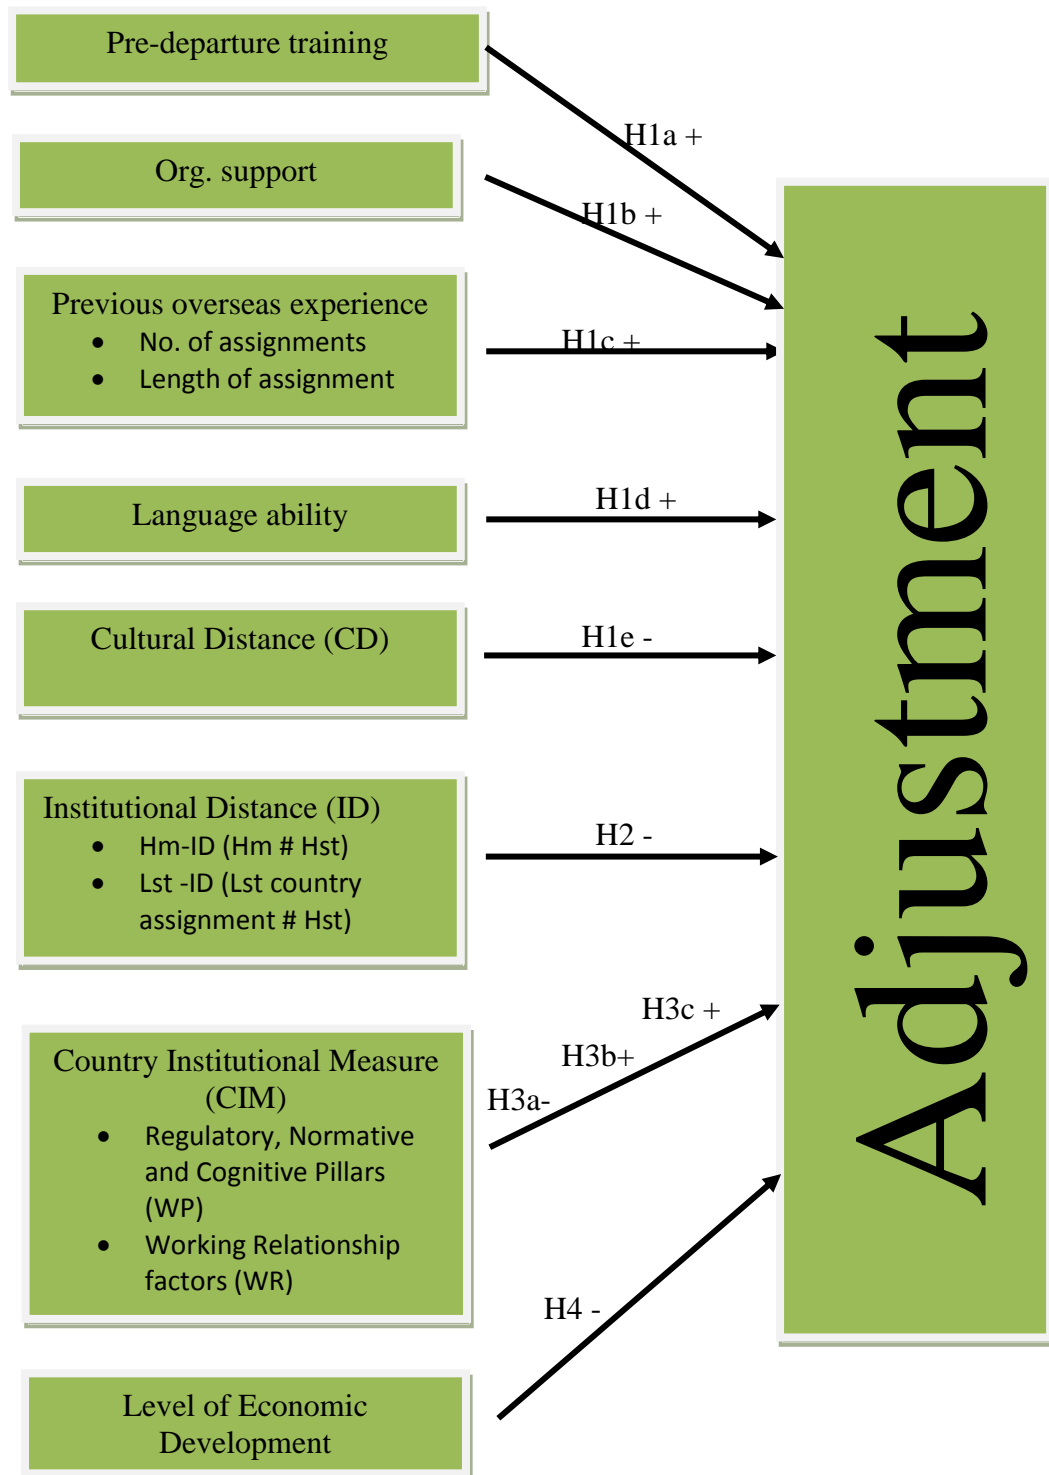 Pre-departure training
H1a +
Org. support
H1b +
Previous overseas experience
• No. of assignments
• Length of assignment
H1c +
Language ability
H1d +
Cultural Distance (CD)
H1e -
Institutional Distance (ID)
• Hm-ID (Hm # Hst)
• Lst -ID (Lst country
assignment # Hst)
H2 -
Country Institutional Measure
(CIM)
• Regulatory, Normative
and Cognitive Pillars
(WP)
• Working Relationship
factors (WR)
H3a-
H3b+
H3c +
Level of Economic
Development
H4 -
Adjustment